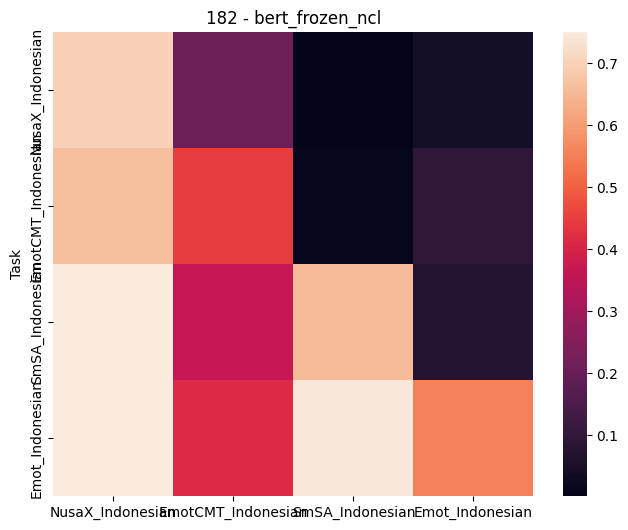 182 - bert_frozen_ncl
Task
NusaX_Indonesian
EmotCMT_Indonesian
SmSA_Indonesian
Emot_Indonesian
NusaX_Indonesian
EmotCMT_Indonesian
SmSA_Indonesian
Emot_Indonesian
0.7
0.6
0.5
0.4
0.3
0.2
0.1